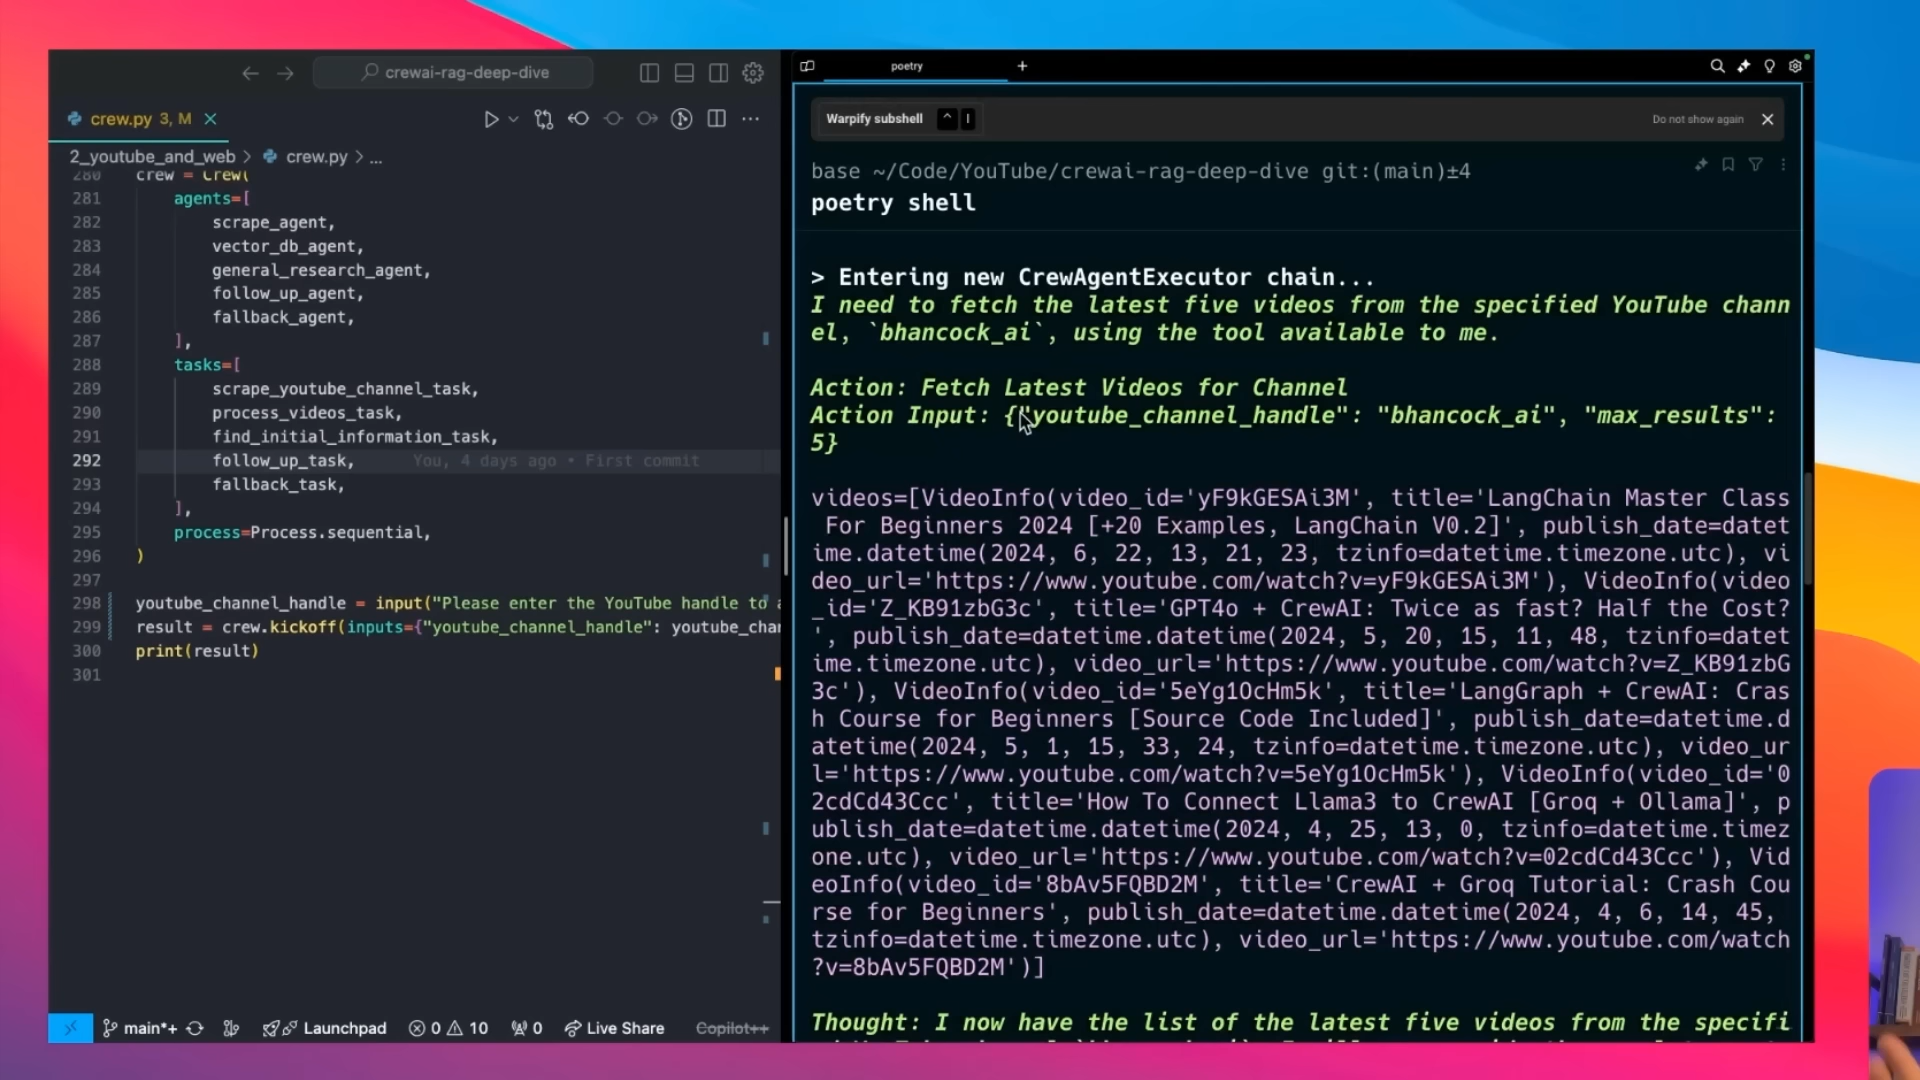 crewai-rag-deep-dive
crew.py 3, M
2_youtube_and_web > crew.py > ...
280 crew = Crew(
281 agents=[
282 scrape_agent,
283 vector_db_agent,
284 general_research_agent,
285 follow_up_agent,
286 fallback_agent,
287 ],
288 tasks=[
289 scrape_youtube_channel_task,
290 process_videos_task,
291 find_initial_information_task,
292 follow_up_task, You, 4 days ago • First commit
293 fallback_task,
294 ],
295 process=Process.sequential,
296 )
297
298 youtube_channel_handle = input("Please enter the YouTube handle to
299 result = crew.kickoff(inputs={"youtube_channel_handle": youtube_cha
300 print(result)
301
main*+ Launchpad 0 10 0 Live Share Copilot++
poetry
Warpify subshell ^ I Do not show again
base ~/Code/YouTube/crewai-rag-deep-dive git:(main)±4
poetry shell
> Entering new CrewAgentExecutor chain...
I need to fetch the latest five videos from the specified YouTube chann
el, `bhancock_ai`, using the tool available to me.
Action: Fetch Latest Videos for Channel
Action Input: {"youtube_channel_handle": "bhancock_ai", "max_results":
5}
videos=[VideoInfo(video_id='yF9kGESAi3M', title='LangChain Master Class
For Beginners 2024 [+20 Examples, LangChain V0.2]', publish_date=datet
ime.datetime(2024, 6, 22, 13, 21, 23, tzinfo=datetime.timezone.utc), vi
deo_url='https://www.youtube.com/watch?v=yF9kGESAi3M'), VideoInfo(video
_id='Z_KB91zbG3c', title='GPT4o + CrewAI: Twice as fast? Half the Cost?
', publish_date=datetime.datetime(2024, 5, 20, 15, 11, 48, tzinfo=datet
ime.timezone.utc), video_url='https://www.youtube.com/watch?v=Z_KB91zbG
3c'), VideoInfo(video_id='5eYg1OcHm5k', title='LangGraph + CrewAI: Cras
h Course for Beginners [Source Code Included]', publish_date=datetime.d
atetime(2024, 5, 1, 15, 33, 24, tzinfo=datetime.timezone.utc), video_ur
l='https://www.youtube.com/watch?v=5eYg1OcHm5k'), VideoInfo(video_id='0
2cdCd43Ccc', title='How To Connect Llama3 to CrewAI [Groq + Ollama]', p
ublish_date=datetime.datetime(2024, 4, 25, 13, 0, tzinfo=datetime.timez
one.utc), video_url='https://www.youtube.com/watch?v=02cdCd43Ccc'), Vid
eoInfo(video_id='8bAv5FQBD2M', title='CrewAI + Groq Tutorial: Crash Cou
rse for Beginners', publish_date=datetime.datetime(2024, 4, 6, 14, 45,
tzinfo=datetime.timezone.utc), video_url='https://www.youtube.com/watch
?v=8bAv5FQBD2M')]
Thought: I now have the list of the latest five videos from the specifi